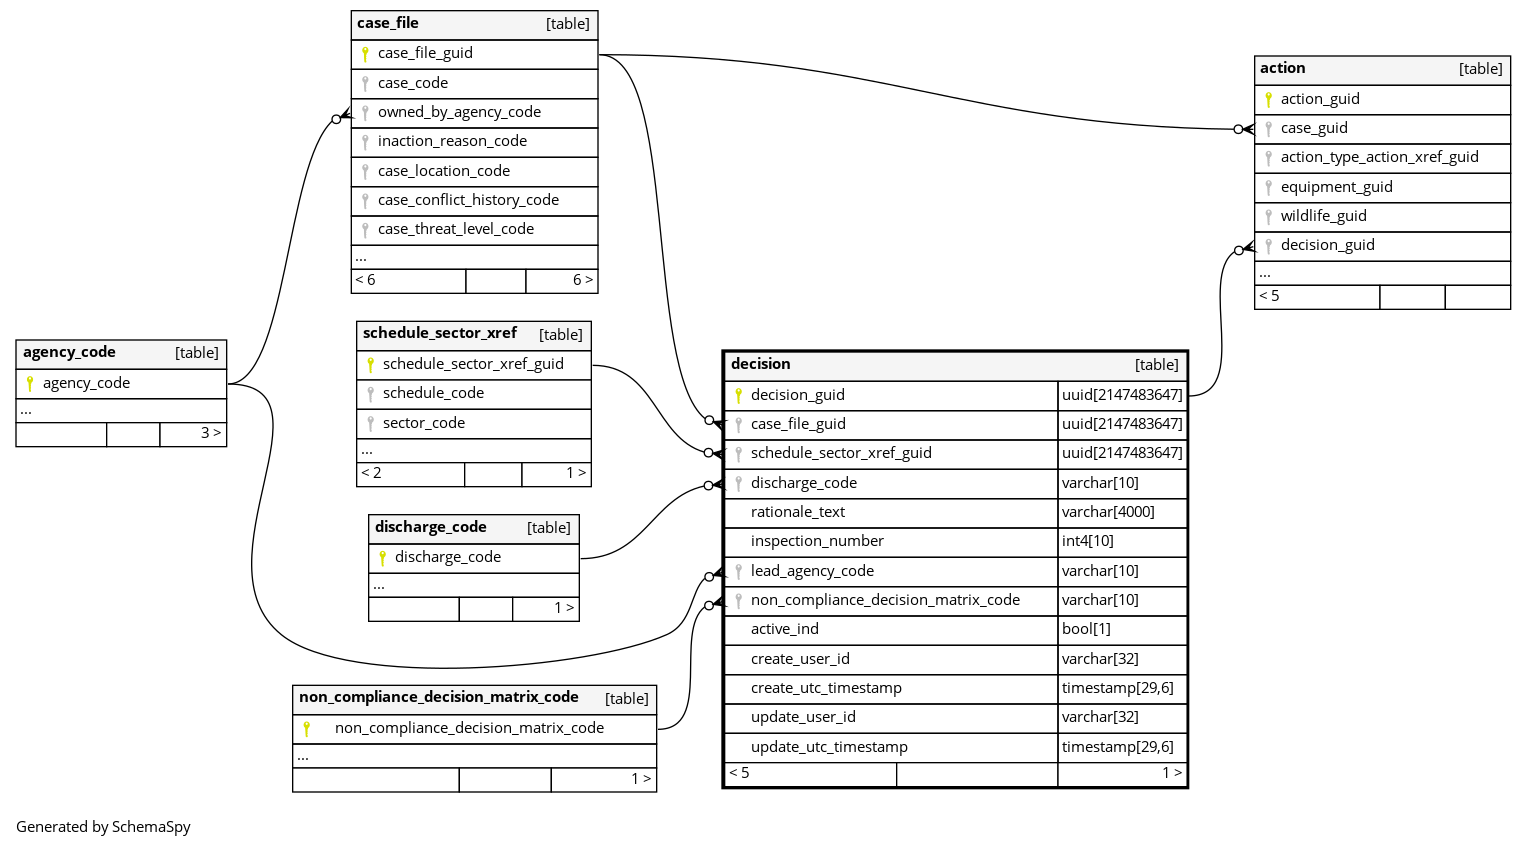 case_file [table]
case_file_guid
case_code
owned_by_agency_code
inaction_reason_code
case_location_code
case_conflict_history_code
case_threat_level_code
...
< 6 6 >
action [table]
action_guid
case_guid
action_type_action_xref_guid
equipment_guid
wildlife_guid
decision_guid
...
< 5
schedule_sector_xref [table]
schedule_sector_xref_guid
schedule_code
sector_code
...
< 2 1 >
agency_code [table]
agency_code
...
3 >
decision [table]
decision_guid uuid[2147483647]
case_file_guid uuid[2147483647]
schedule_sector_xref_guid uuid[2147483647]
discharge_code varchar[10]
rationale_text varchar[4000]
inspection_number int4[10]
lead_agency_code varchar[10]
non_compliance_decision_matrix_code varchar[10]
active_ind bool[1]
create_user_id varchar[32]
create_utc_timestamp timestamp[29,6]
update_user_id varchar[32]
update_utc_timestamp timestamp[29,6]
< 5 1 >
discharge_code [table]
discharge_code
...
1 >
non_compliance_decision_matrix_code [table]
non_compliance_decision_matrix_code
...
1 >
Generated by SchemaSpy